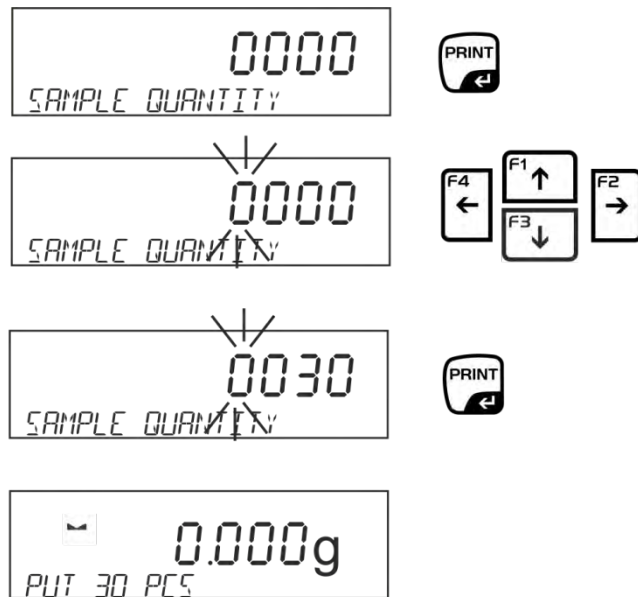 0000
SAMPLE QUANTITY
PRINT
0000
SAMPLE QUANTITY
F1
F4
F2
F3
0030
SAMPLE QUANTITY
PRINT
0.000g
PUT 30 PCS